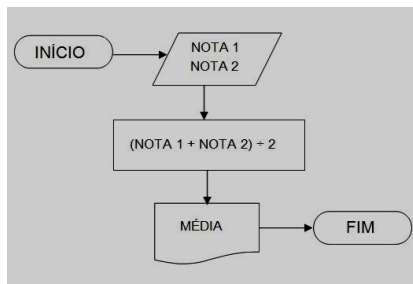 INÍCIO
NOTA 1
NOTA 2
(NOTA 1 + NOTA 2) ÷ 2
MÉDIA
FIM